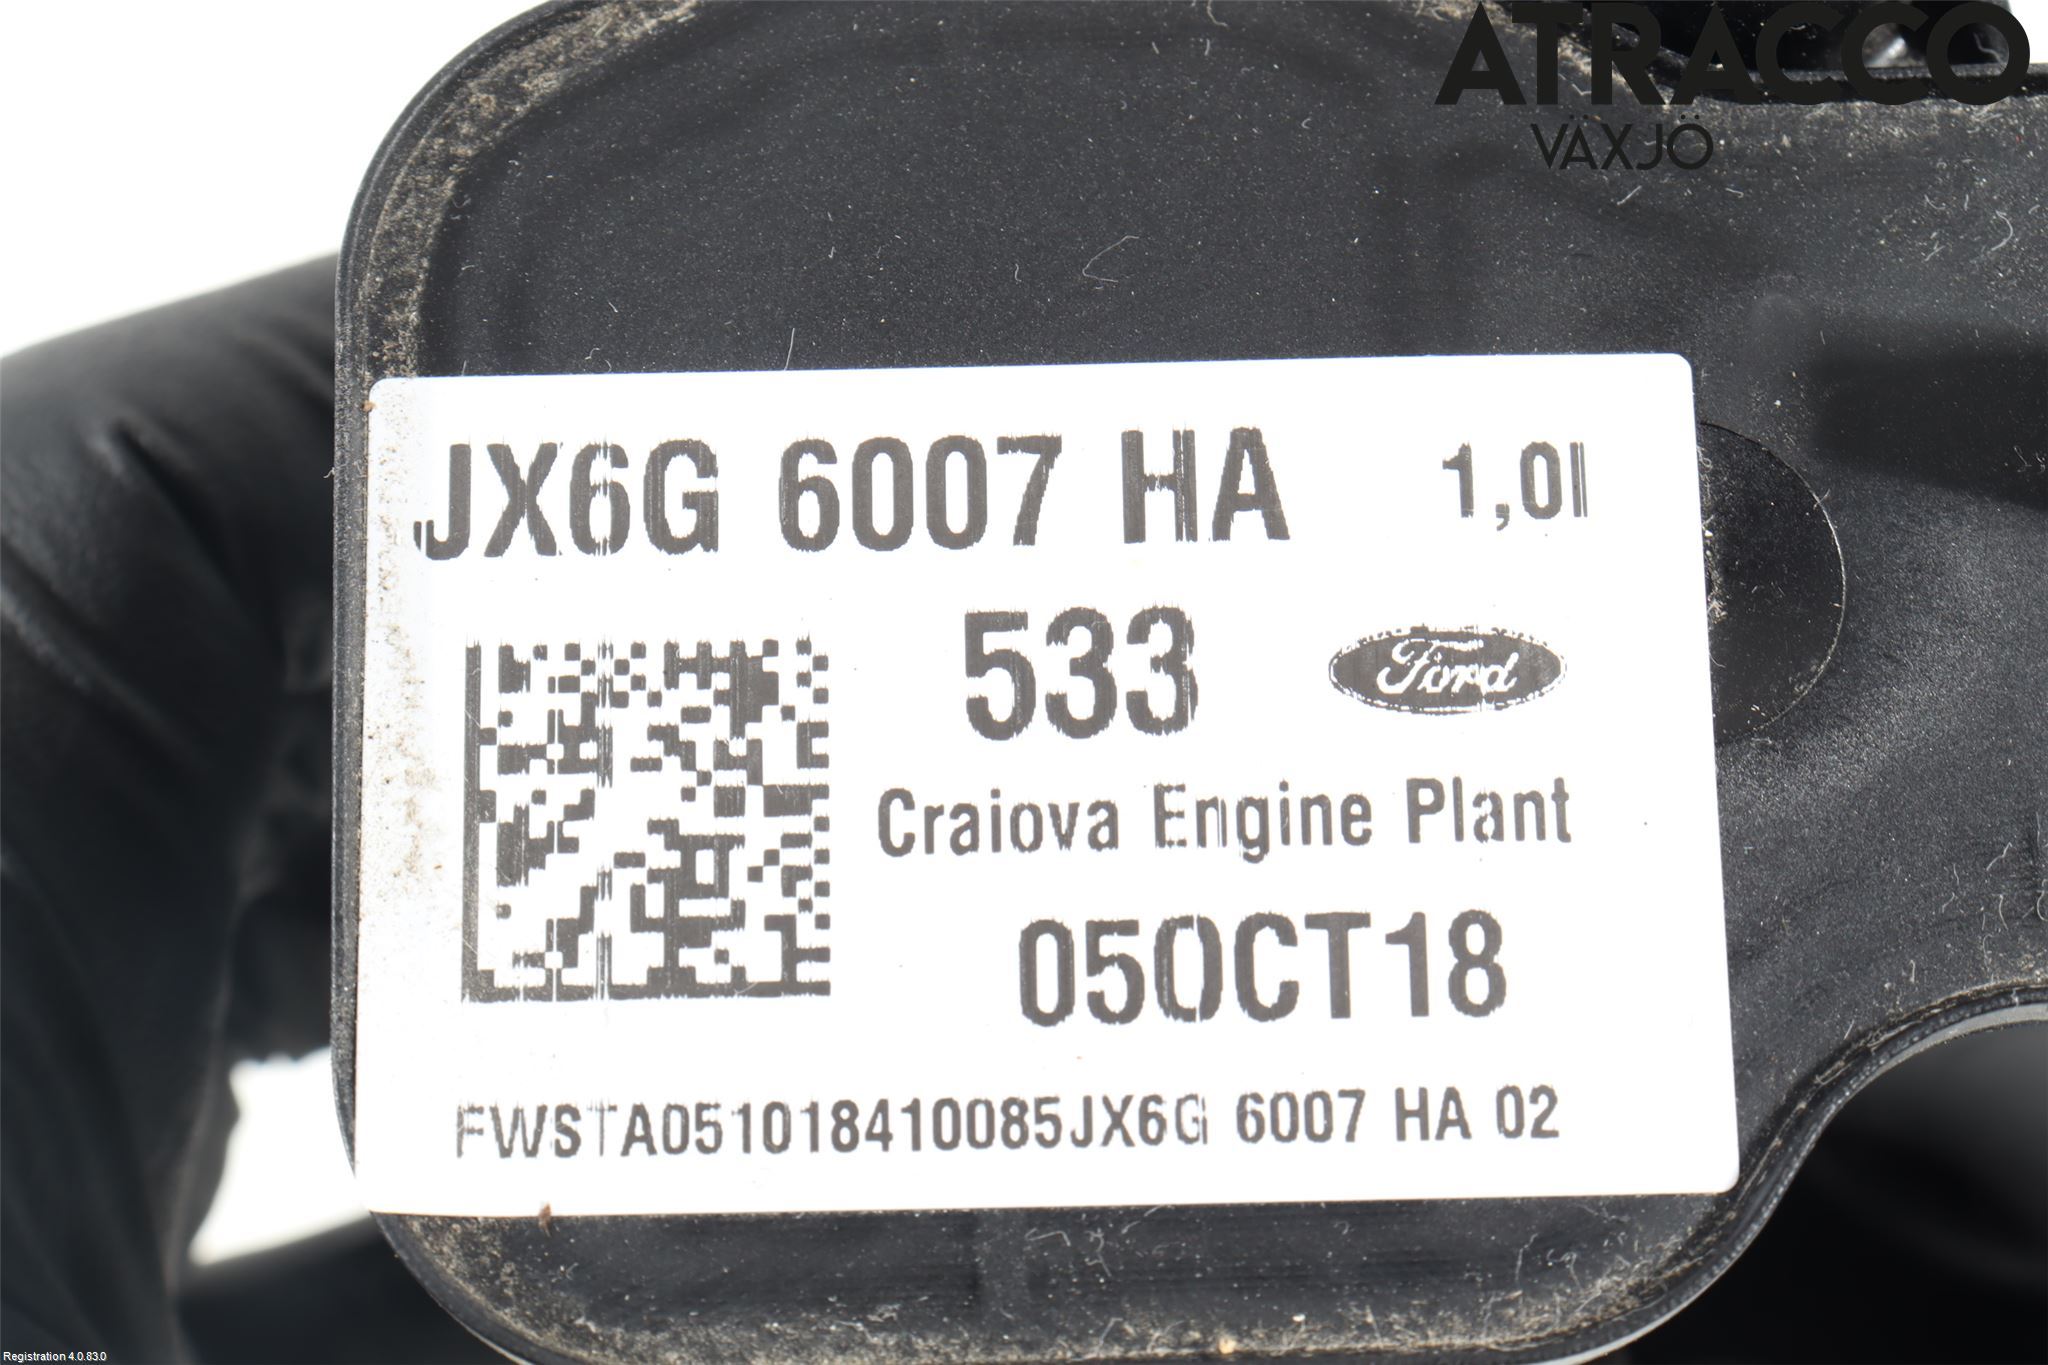 ATRACCO
VÄXJÖ
JX6G 6007 HA 1,0l
533 Ford
Craiova Engine Plant
05OCT18
FWSTA051018410085JX6G 6007 HA 02
Registration 4.0.83.0